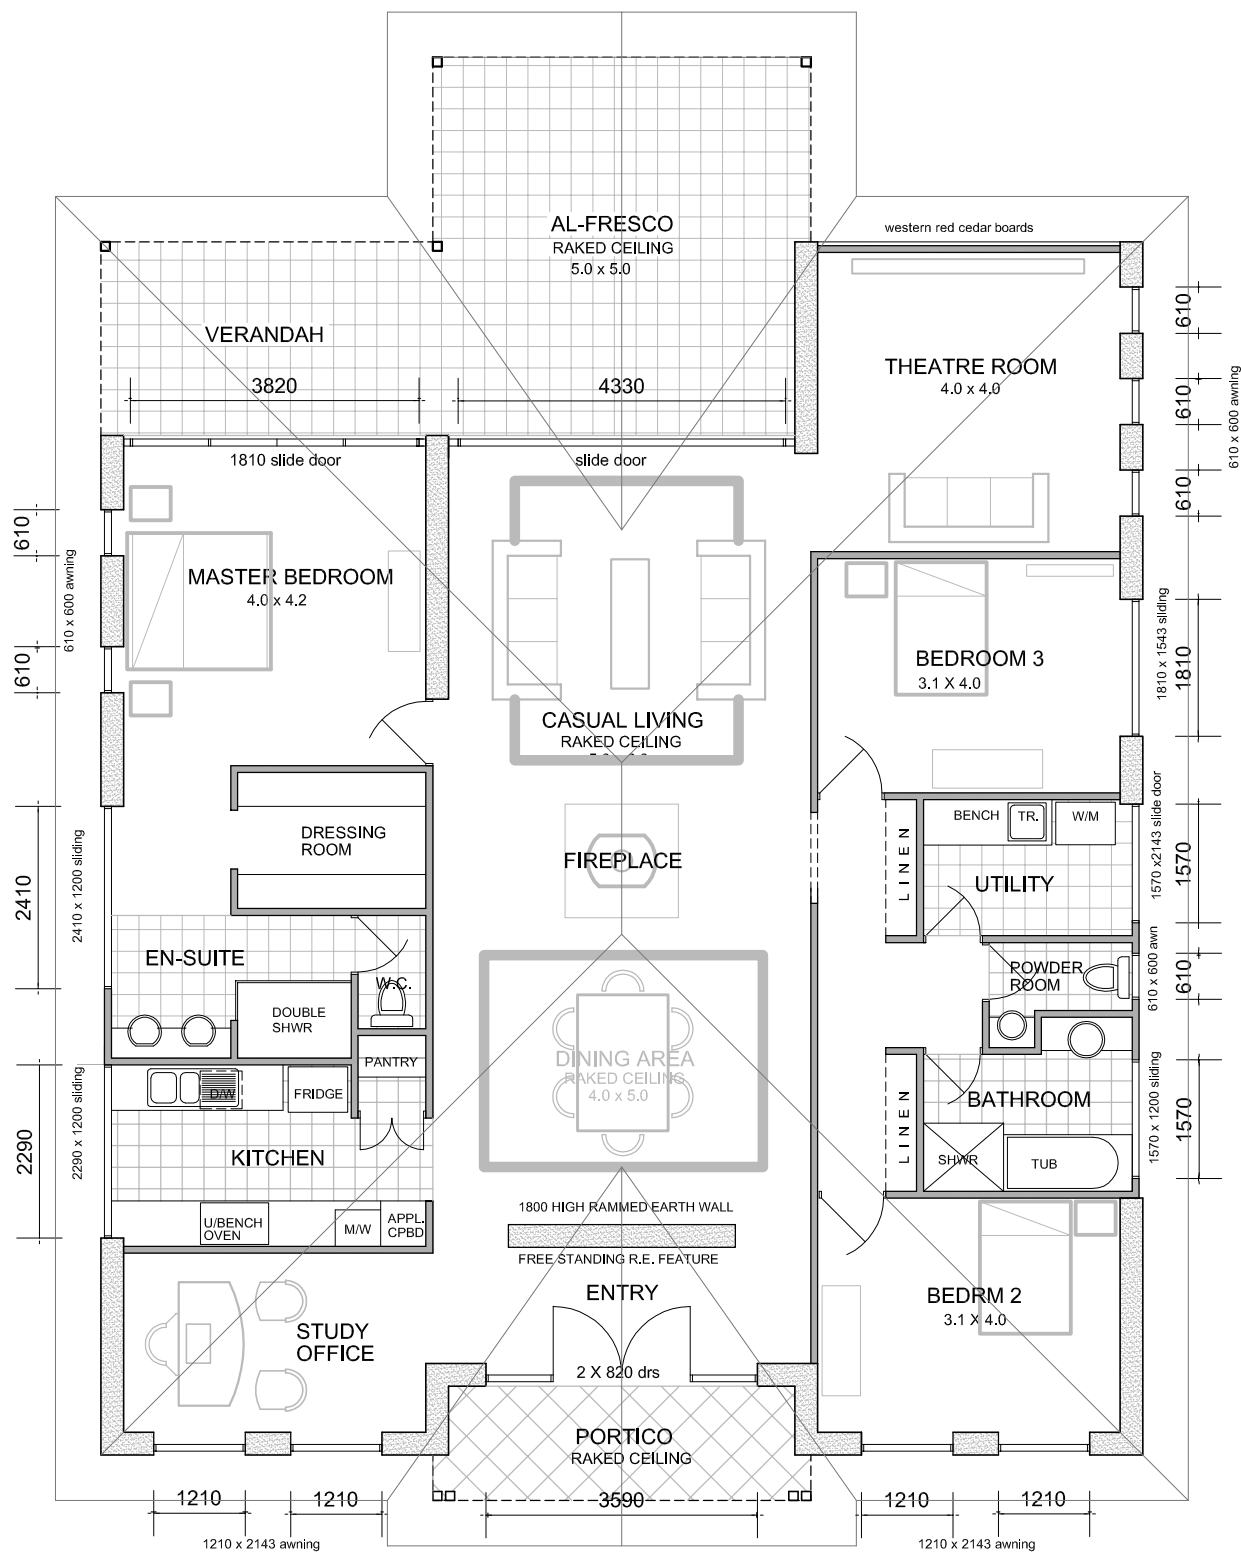 western red cedar boards
AL-FRESCO
RAKED CEILING
5.0 x 5.0
VERANDAH
3820
4330
1810 slide door
slide door
THEATRE ROOM
4.0 x 4.0
610
610
610
610 x 600 awning
610
610
610 x 600 awning
MASTER BEDROOM
4.0 x 4.2
CASUAL LIVING
RAKED CEILING
BEDROOM 3
3.1 X 4.0
1810 x 1543 sliding
1810
DRESSING
ROOM
FIREPLACE
LINEN
BENCH
TR.
W/M
UTILITY
1570 x2143 slide door
1570
2410
2410 x 1200 sliding
EN-SUITE
W.C.
DOUBLE
SHWR
POWDER
ROOM
610 x 600 awn
610
DINING AREA
RAKED CEILING
4.0 x 5.0
PANTRY
D/W
FRIDGE
KITCHEN
2290
2290 x 1200 sliding
U/BENCH
OVEN
M/W
APPL.
CPBD
LINEN
BATHROOM
SHWR
TUB
1570 x 1200 sliding
1570
1800 HIGH RAMMED EARTH WALL
FREE STANDING R.E. FEATURE
ENTRY
2 X 820 drs
STUDY
OFFICE
BEDRM 2
3.1 X 4.0
PORTICO
RAKED CEILING
1210
1210
3590
1210
1210
1210 x 2143 awning
1210 x 2143 awning